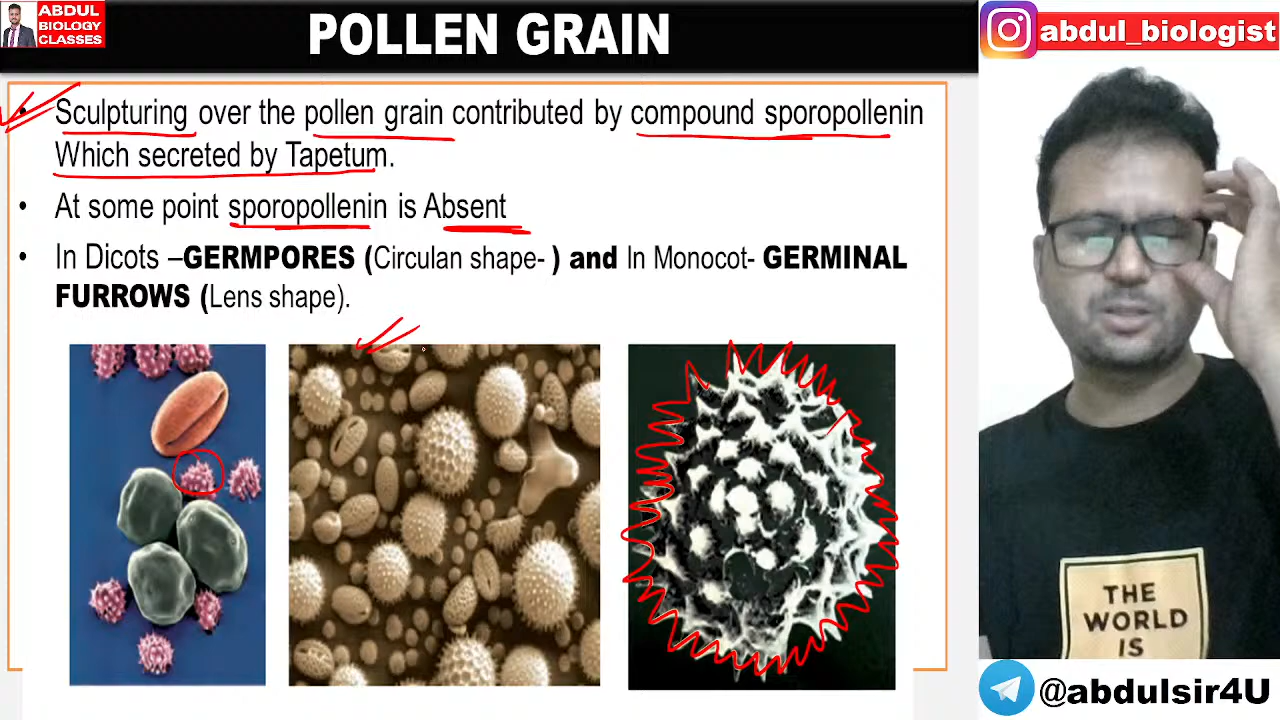 ABDUL
BIOLOGY
CLASSES
POLLEN GRAIN
abdul_biologist
• Sculpturing over the pollen grain contributed by compound sporopollenin
Which secreted by Tapetum.
• At some point sporopollenin is Absent
• In Dicots –GERMPORES (Circulan shape- ) and In Monocot- GERMINAL
FURROWS (Lens shape).
THE
WORLD
IS
@abdulsir4U